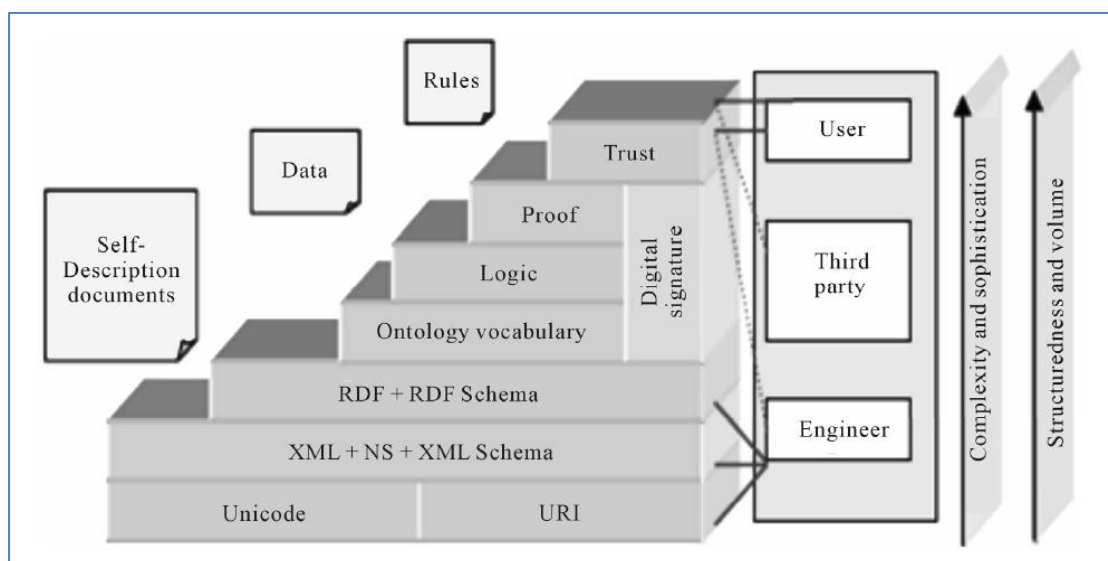 Rules
Trust
User
Data
Proof
Self-
Description
documents
Logic
Digital
signature
Third
party
Ontology vocabulary
RDF + RDF Schema
Engineer
XML + NS + XML Schema
Unicode
URI
Complexity and sophistication
Structuredness and volume